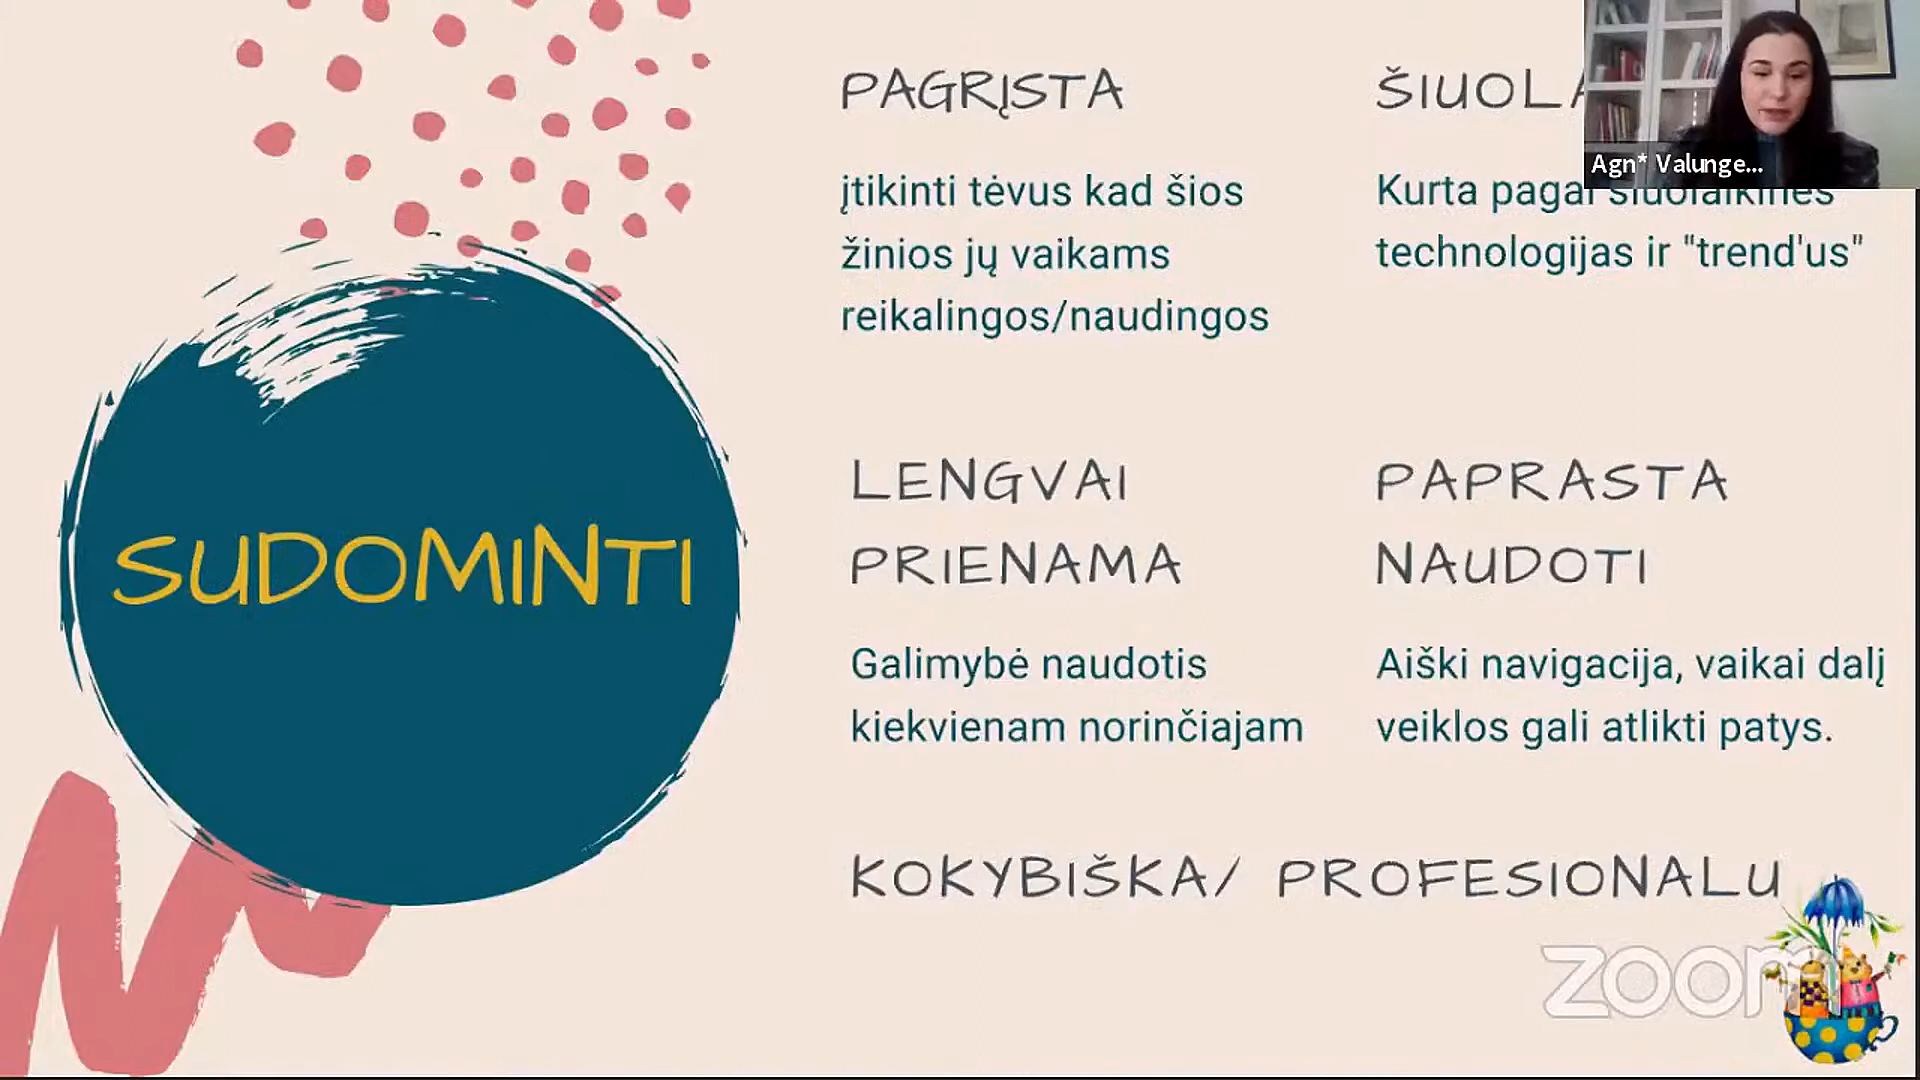 SUDOMINTI
PAGRĮSTA
įtikinti tėvus kad šios
žinios jų vaikams
reikalingos/naudingos
Kurta pagal šiuolaikines
technologijas ir "trend'us"
LENGVAI
PRIENAMA
Galimybė naudotis
kiekvienam norinčiajam
PAPRASTA
NAUDOTI
Aiški navigacija, vaikai dalį
veiklos gali atlikti patys.
KOKYBIŠKA/ PROFESIONALU
Agn* Valunge...
zoom